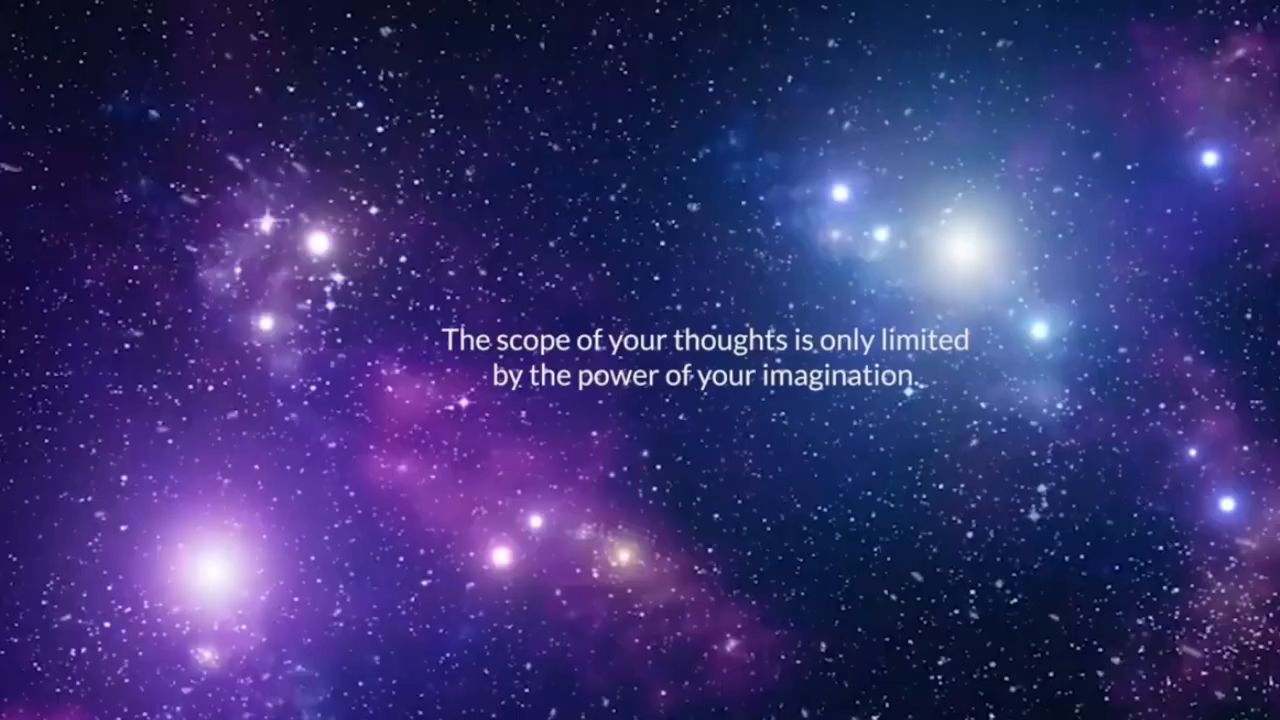 The scope of your thoughts is only limited
by the power of your imagination.